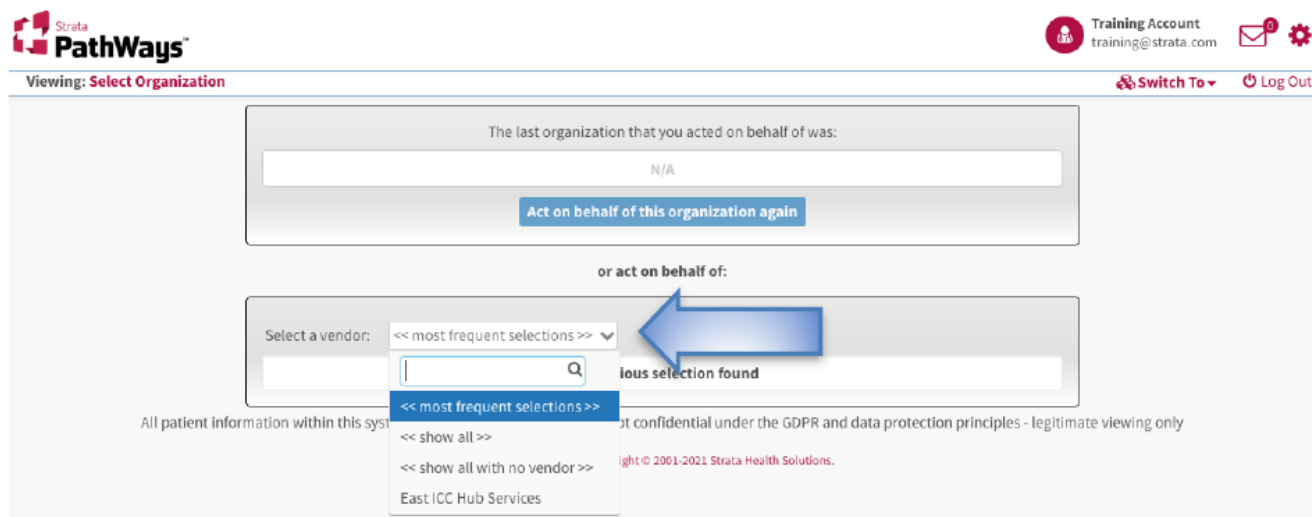 Strata
PathWays™
Training Account
training@strata.com
0
Viewing: Select Organization
Switch To
Log Out
The last organization that you acted on behalf of was:
N/A
Act on behalf of this organization again
or act on behalf of:
Select a vendor: << most frequent selections >>
ious selection found
<< most frequent selections >>
<< show all >>
<< show all with no vendor >>
East ICC Hub Services
All patient information within this sys ot confidential under the GDPR and data protection principles - legitimate viewing only
ight © 2001-2021 Strata Health Solutions.